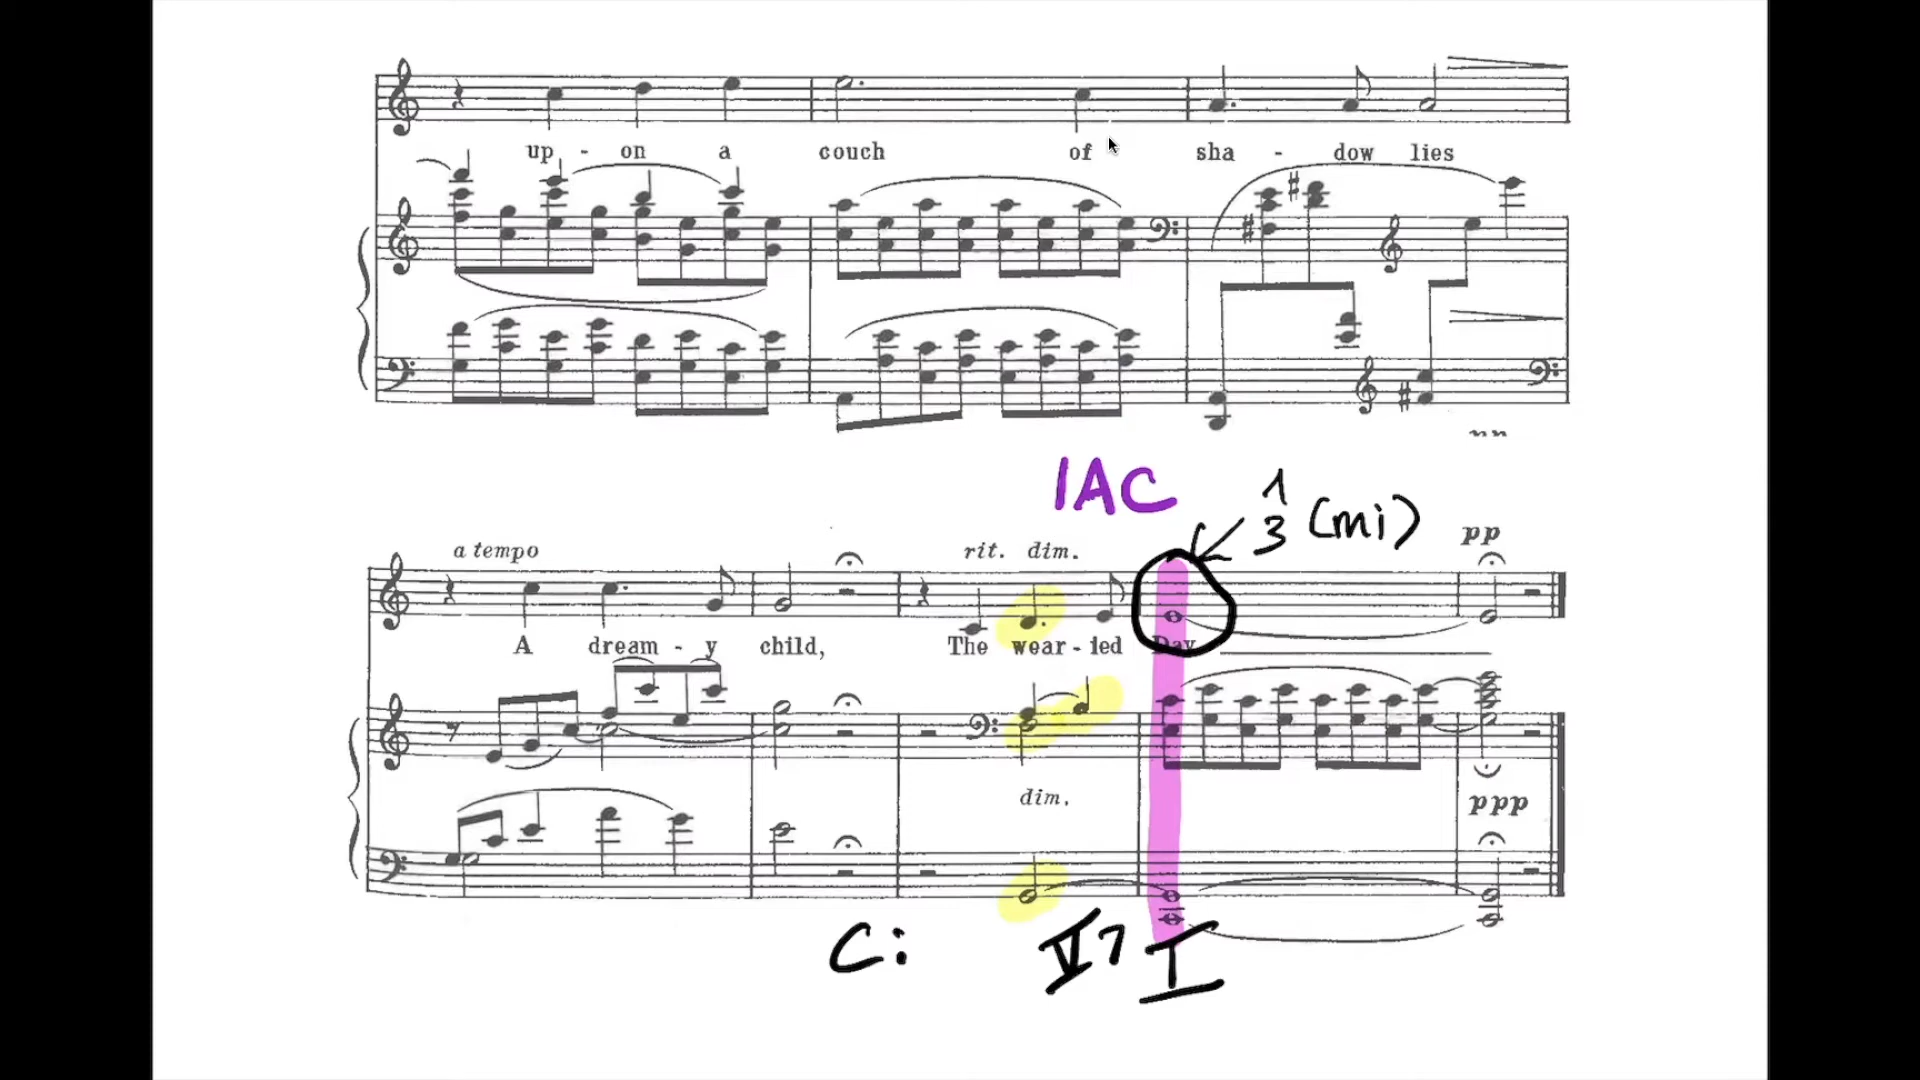 up - on a couch of sha - dow lies
pp
IAC
^
3 (mi)
pp
a tempo rit. dim.
A dream - y child, The wear - ied Day
dim.
ppp
C: V7 I